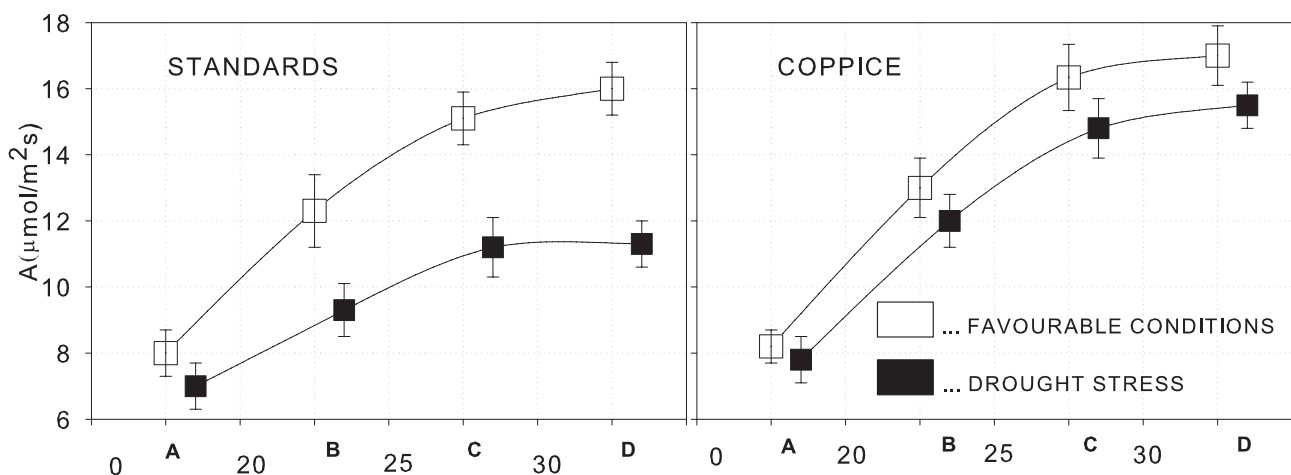 18
16
14
12
10
8
6
A(μmol/m²s)
STANDARDS
COPPICE
... FAVOURABLE CONDITIONS
... DROUGHT STRESS
A B C D A B C D
0 20 25 30 0 20 25 30